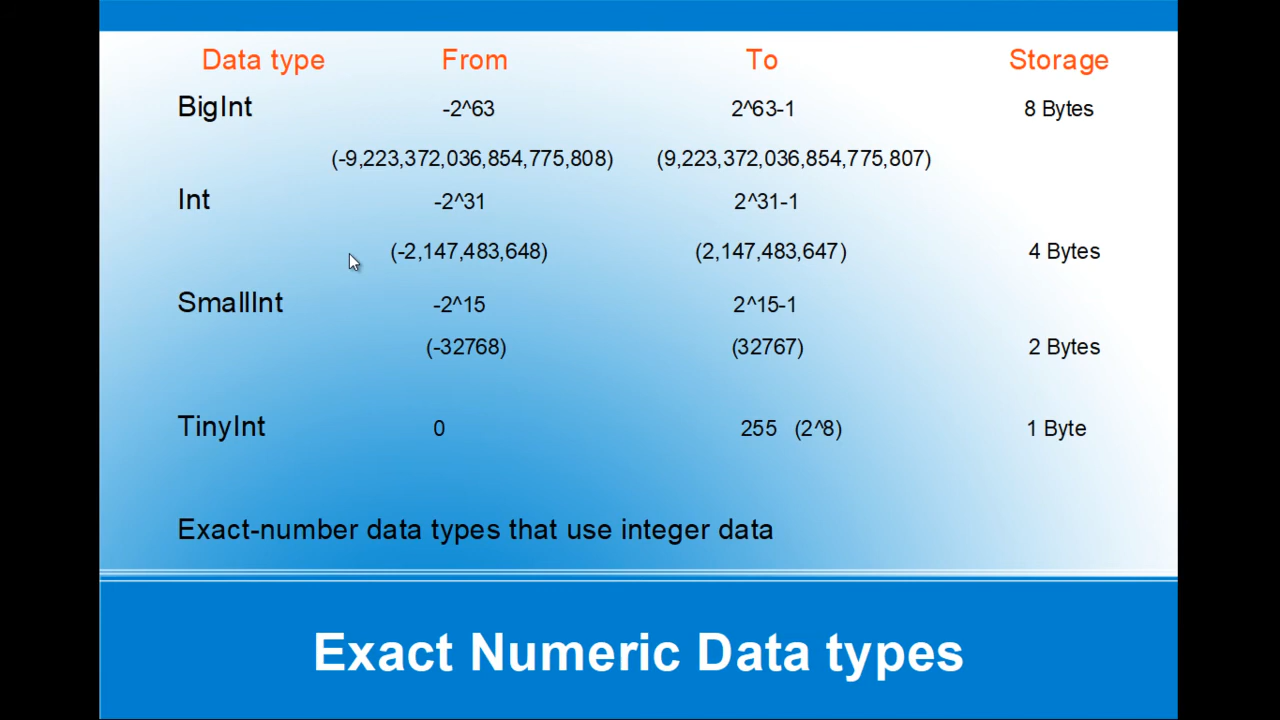 Data type From To Storage
BigInt -2^63 2^63-1 8 Bytes
(-9,223,372,036,854,775,808) (9,223,372,036,854,775,807)
Int -2^31 2^31-1
(-2,147,483,648) (2,147,483,647) 4 Bytes
SmallInt -2^15 2^15-1
(-32768) (32767) 2 Bytes
TinyInt 0 255 (2^8) 1 Byte
Exact-number data types that use integer data
Exact Numeric Data types